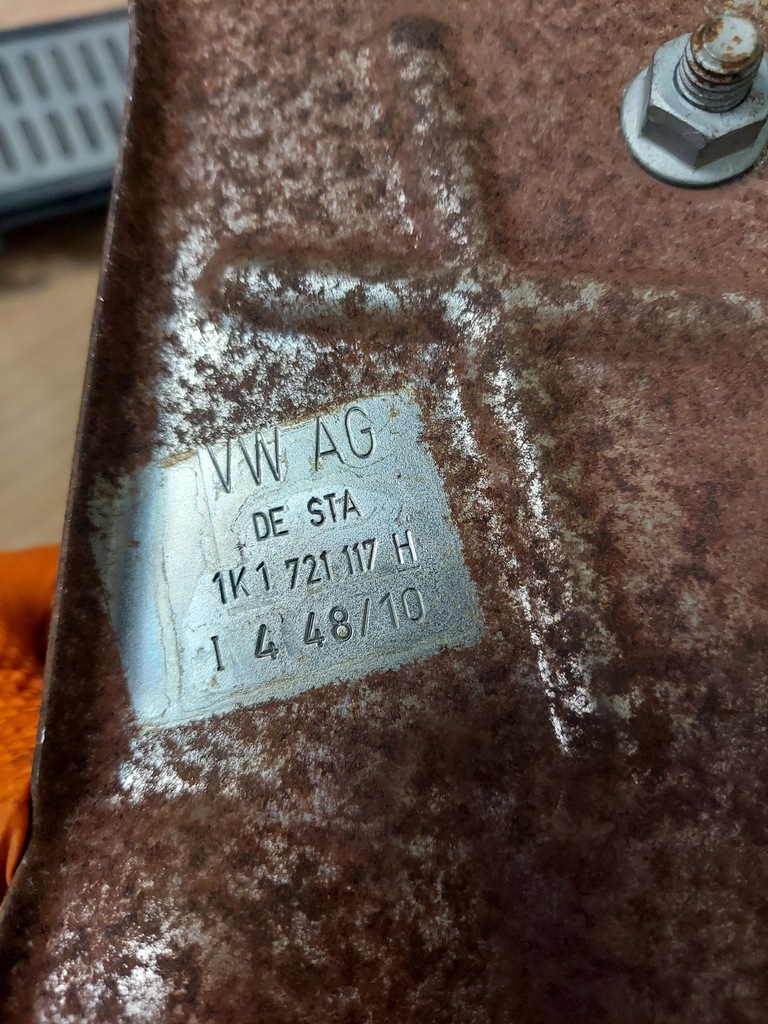 VW AG
DE STA
1K1 721 117 H
I 4 48/10